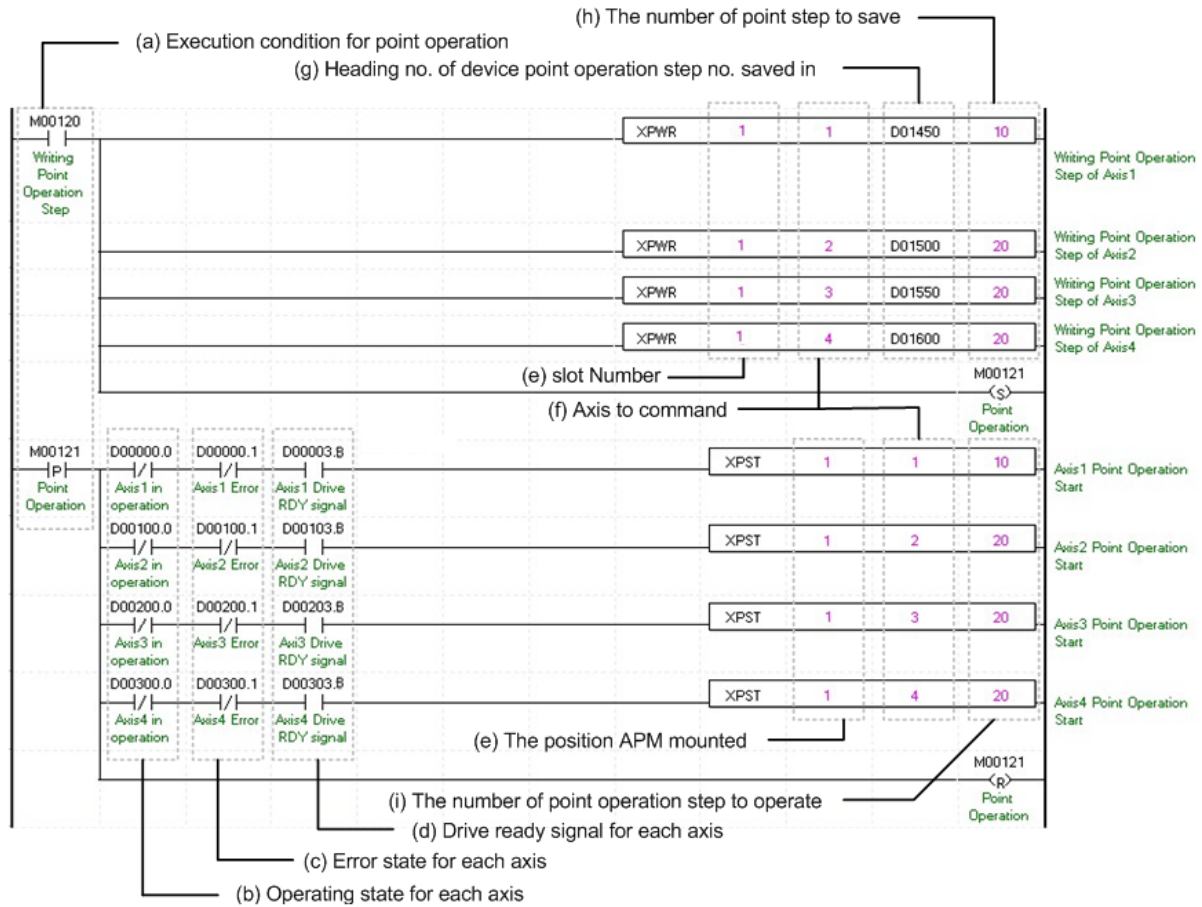 (h) The number of point step to save
(a) Execution condition for point operation
(g) Heading no. of device point operation step no. saved in
M00120
Writing
Point
Operation
Step
XPWR 1 1 D01450 10
Writing Point Operation
Step of Axis1
XPWR 1 2 D01500 20
Writing Point Operation
Step of Axis2
XPWR 1 3 D01550 20
Writing Point Operation
Step of Axis3
XPWR 1 4 D01600 20
Writing Point Operation
Step of Axis4
(e) slot Number
M00121
(S)
Point
Operation
(f) Axis to command
M00121 D00000.0 D00000.1 D00003.B
P
Point
Operation
Axis1 in
operation
Axis1 Error
Axis1 Drive
RDY signal
XPST 1 1 10
Axis1 Point Operation
Start
D00100.0 D00100.1 D00103.B
Axis2 in
operation
Axis2 Error
Axis2 Drive
RDY signal
XPST 1 2 20
Axis2 Point Operation
Start
D00200.0 D00200.1 D00203.B
Axis3 in
operation
Axis3 Error
Axi3 Drive
RDY signal
XPST 1 3 20
Axis3 Point Operation
Start
D00300.0 D00300.1 D00303.B
Axis4 in
operation
Axis4 Error
Axis4 Drive
RDY signal
XPST 1 4 20
Axis4 Point Operation
Start
(e) The position APM mounted
M00121
(R)
Point
Operation
(i) The number of point operation step to operate
(d) Drive ready signal for each axis
(c) Error state for each axis
(b) Operating state for each axis